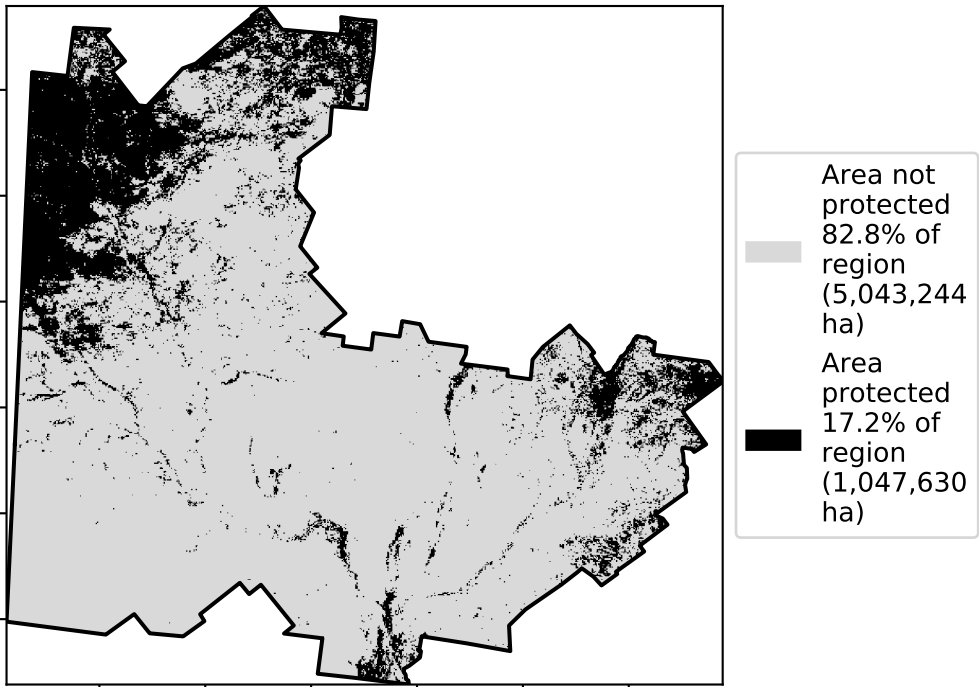 Area not
protected
82.8% of
region
(5,043,244
ha)
Area
protected
17.2% of
region
(1,047,630
ha)